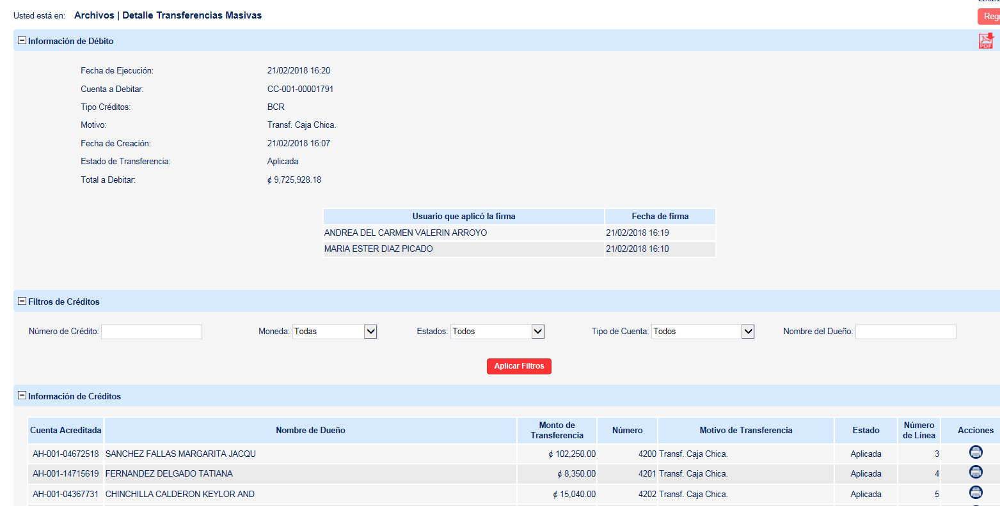 Usted está en: Archivos | Detalle Transferencias Masivas
Información de Débito
PDF
Fecha de Ejecución: 21/02/2018 16:20
Cuenta a Debitar: CC-001-00001791
Tipo Créditos: BCR
Motivo: Transf. Caja Chica.
Fecha de Creación: 21/02/2018 16:07
Estado de Transferencia: Aplicada
Total a Debitar: ¢ 9,725,928.18
Usuario que aplicó la firma Fecha de firma
ANDREA DEL CARMEN VALERIN ARROYO 21/02/2018 16:19
MARIA ESTER DIAZ PICADO 21/02/2018 16:10
Filtros de Créditos
Número de Crédito: Moneda: Todas Estados: Todos Tipo de Cuenta: Todos Nombre del Dueño:
Aplicar Filtros
Información de Créditos
Cuenta Acreditada Nombre de Dueño Monto de Transferencia Número Motivo de Transferencia Estado Número de Línea Acciones
AH-001-04672518 SANCHEZ FALLAS MARGARITA JACQU ¢ 102,250.00 4200 Transf. Caja Chica. Aplicada 3
AH-001-14715619 FERNANDEZ DELGADO TATIANA ¢ 8,350.00 4201 Transf. Caja Chica. Aplicada 4
AH-001-04367731 CHINCHILLA CALDERON KEYLOR AND ¢ 15,040.00 4202 Transf. Caja Chica. Aplicada 5